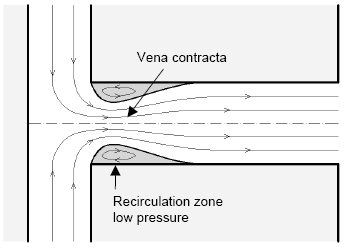 Vena contracta
Recirculation zone
low pressure